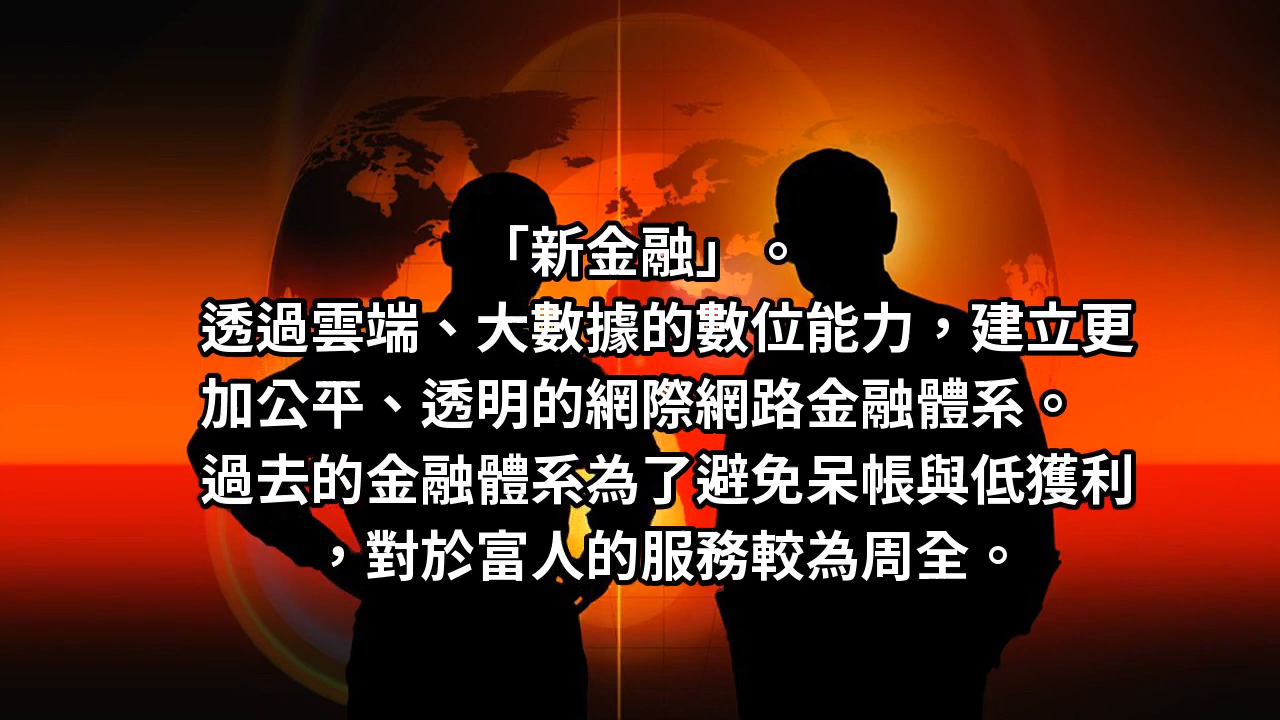 「新金融」。
透過雲端、大數據的數位能力，建立更
加公平、透明的網際網路金融體系。
過去的金融體系為了避免呆帳與低獲利
，對於富人的服務較為周全。